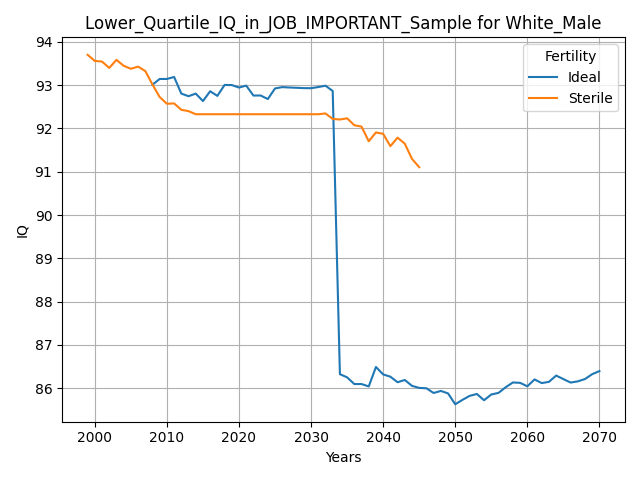 Lower_Quartile_IQ_in_JOB_IMPORTANT_Sample for White_Male
Fertility
Ideal
Sterile
94
93
92
91
90
89
88
87
86
IQ
2000 2010 2020 2030 2040 2050 2060 2070
Years